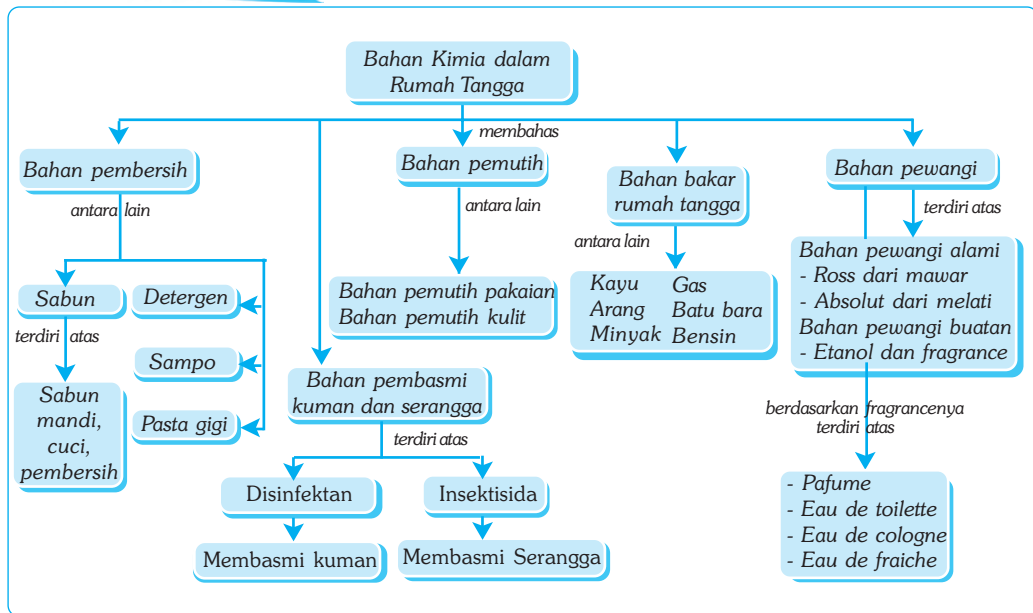 Bahan Kimia dalam
Rumah Tangga
membahas
Bahan pembersih
antara lain
Sabun
terdiri atas
Sabun
mandi,
cuci,
pembersih
Detergen
Sampo
Pasta gigi
Bahan pembasmi
kuman dan serangga
terdiri atas
Disinfektan
Membasmi kuman
Insektisida
Membasmi Serangga
Bahan pemutih
antara lain
Bahan pemutih pakaian
Bahan pemutih kulit
Bahan bakar
rumah tangga
antara lain
Kayu Gas
Arang Batu bara
Minyak Bensin
Bahan pewangi
terdiri atas
Bahan pewangi alami
- Ross dari mawar
- Absolut dari melati
Bahan pewangi buatan
- Etanol dan fragrance
berdasarkan fragrancenya
terdiri atas
- Pafume
- Eau de toilette
- Eau de cologne
- Eau de fraiche